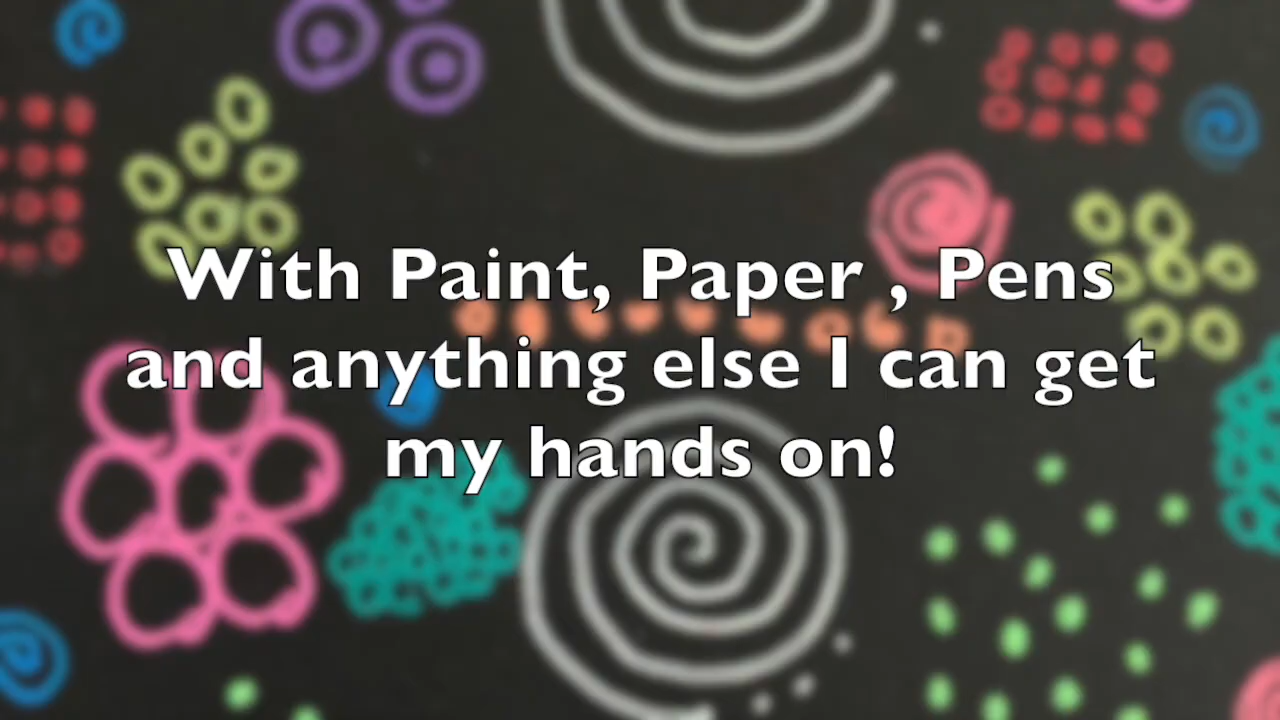 With Paint, Paper , Pens
and anything else I can get
my hands on!